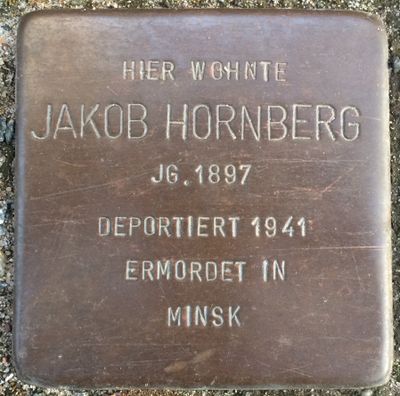 HIER WOHNTE
JAKOB HORNBERG
JG. 1897
DEPORTIERT 1941
ERMORDET IN
MINSK